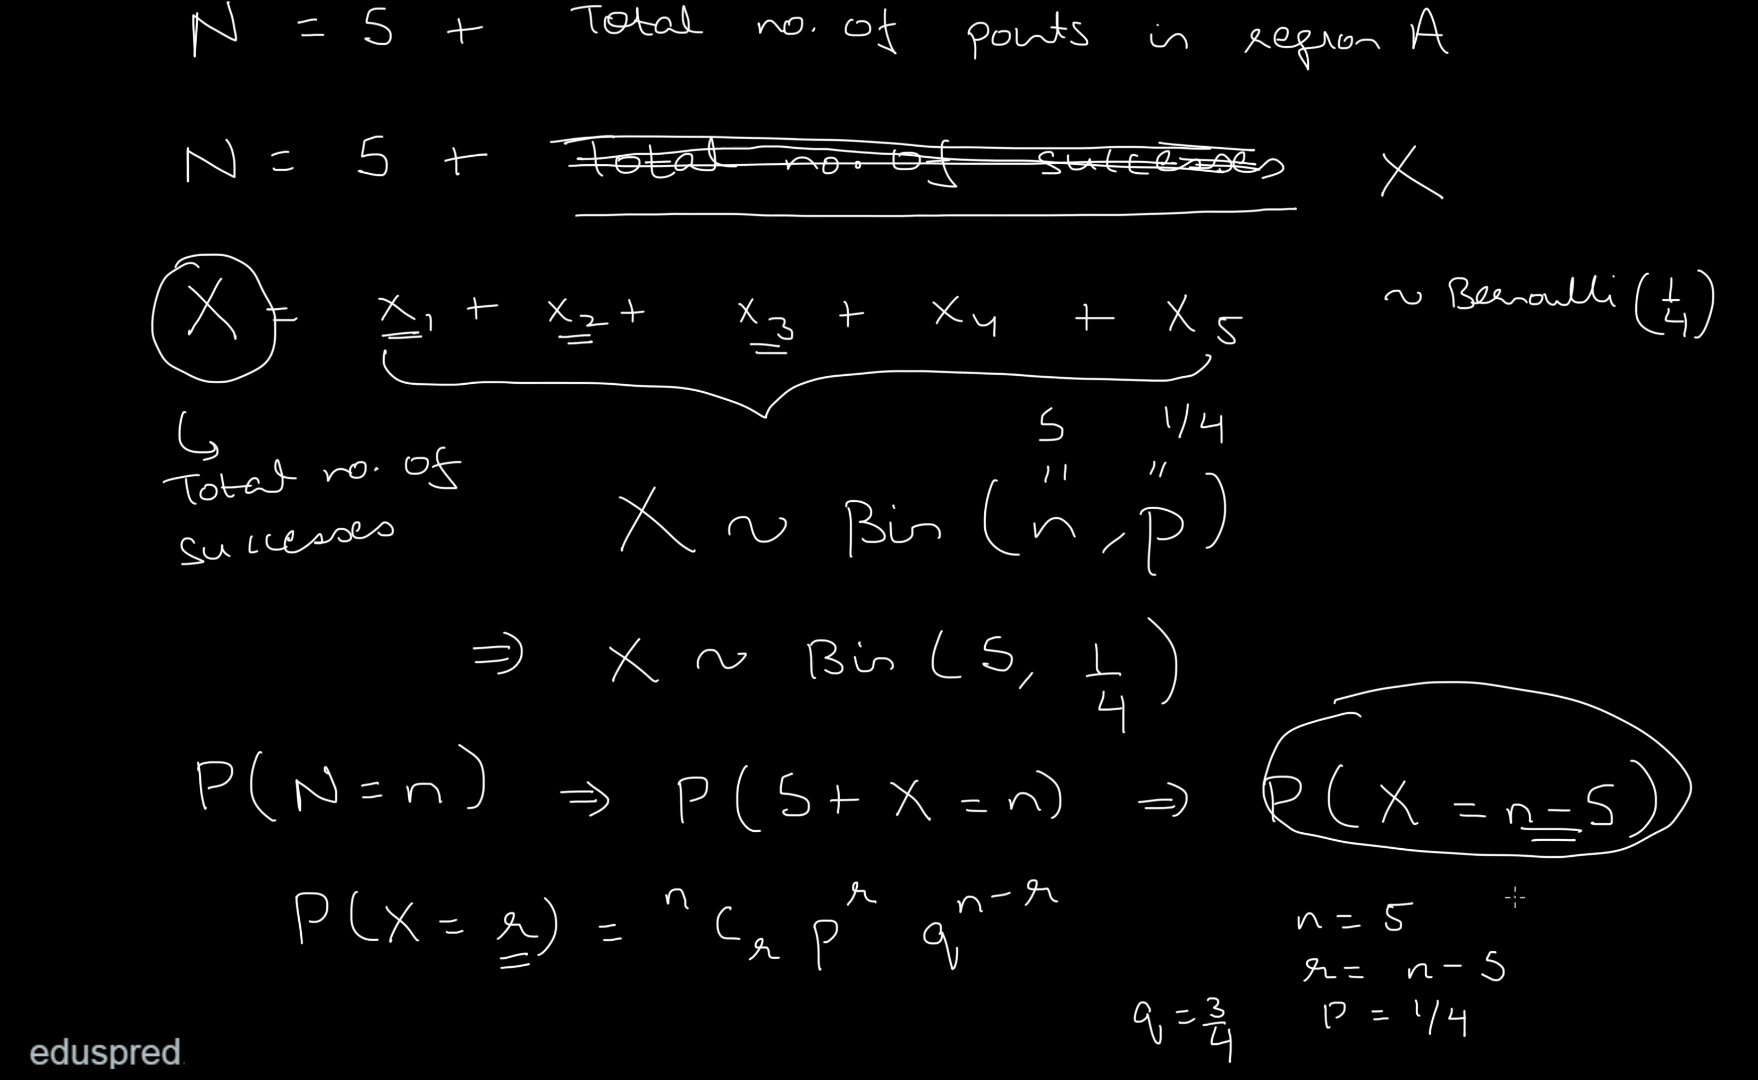 N = 5 + Total no. of points in region A
N = 5 + Total no. of successes X
X = x₁ + x₂ + x₃ + x₄ + x₅ ~ Bernoulli (1/4)
↳ Total no. of
successes
5 1/4
" "
X ~ Bin (n, p)
⇒ X ~ Bin (5, 1/4)
P(N = n) ⇒ P(5 + X = n) ⇒ P(X = n - 5)
P(X = r) = ⁿCᵣ pʳ qⁿ⁻ʳ
n = 5
r = n - 5
q = 3/4 P = 1/4
eduspred